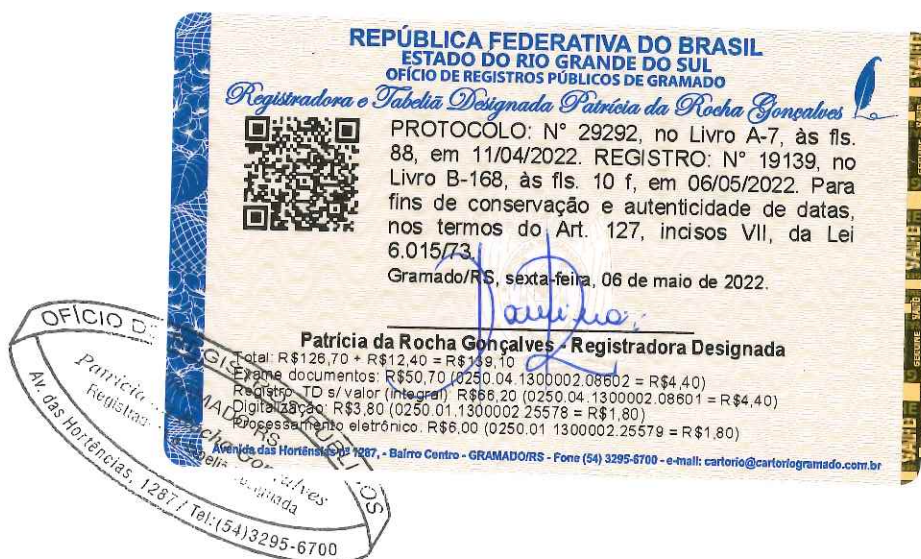 REPÚBLICA FEDERATIVA DO BRASIL
ESTADO DO RIO GRANDE DO SUL
OFÍCIO DE REGISTROS PÚBLICOS DE GRAMADO
Registradora e Tabeliã Designada Patrícia da Rocha Gonçalves
PROTOCOLO: N° 29292, no Livro A-7, às fls.
88, em 11/04/2022. REGISTRO: N° 19139, no
Livro B-168, às fls. 10 f, em 06/05/2022. Para
fins de conservação e autenticidade de datas,
nos termos do Art. 127, incisos VII, da Lei
6.015/73.
Gramado/RS, sexta-feira, 06 de maio de 2022.
Patrícia da Rocha Gonçalves - Registradora Designada
Total: R$126,70 + R$12,40 = R$139,10
Exame documentos: R$50,70 (0250.04.1300002.08602 = R$4,40)
Registro TD s/ valor (integral): R$66,20 (0250.04.1300002.08601 = R$4,40)
Digitalização: R$3,80 (0250.01.1300002.25578 = R$1,80)
Processamento eletrônico: R$6,00 (0250.01 1300002.25579 = R$1,80)
Avenida das Hortênsias nº 1287, - Bairro Centro - GRAMADO/RS - Fone (54) 3295-6700 - e-mail: cartorio@cartoriogramado.com.br
OFÍCIO
Patrícia
Rocha Gonçalves
Designada
Av. das Hortências, 1287 / Tel:(54)3295-6700